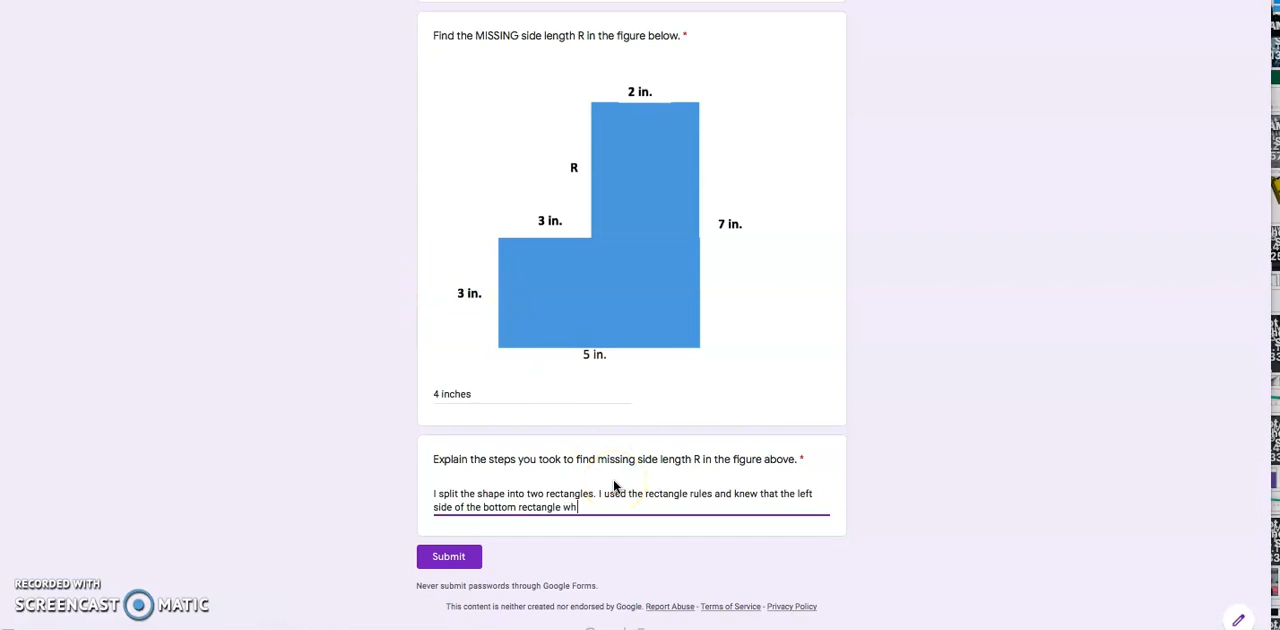 Find the MISSING side length R in the figure below. *
2 in.
R
3 in.
7 in.
3 in.
5 in.
4 inches
Explain the steps you took to find missing side length R in the figure above. *
I split the shape into two rectangles. I used the rectangle rules and knew that the left
side of the bottom rectangle wh
Submit
Never submit passwords through Google Forms.
This content is neither created nor endorsed by Google. Report Abuse - Terms of Service - Privacy Policy
RECORDED WITH
SCREENCAST MATIC